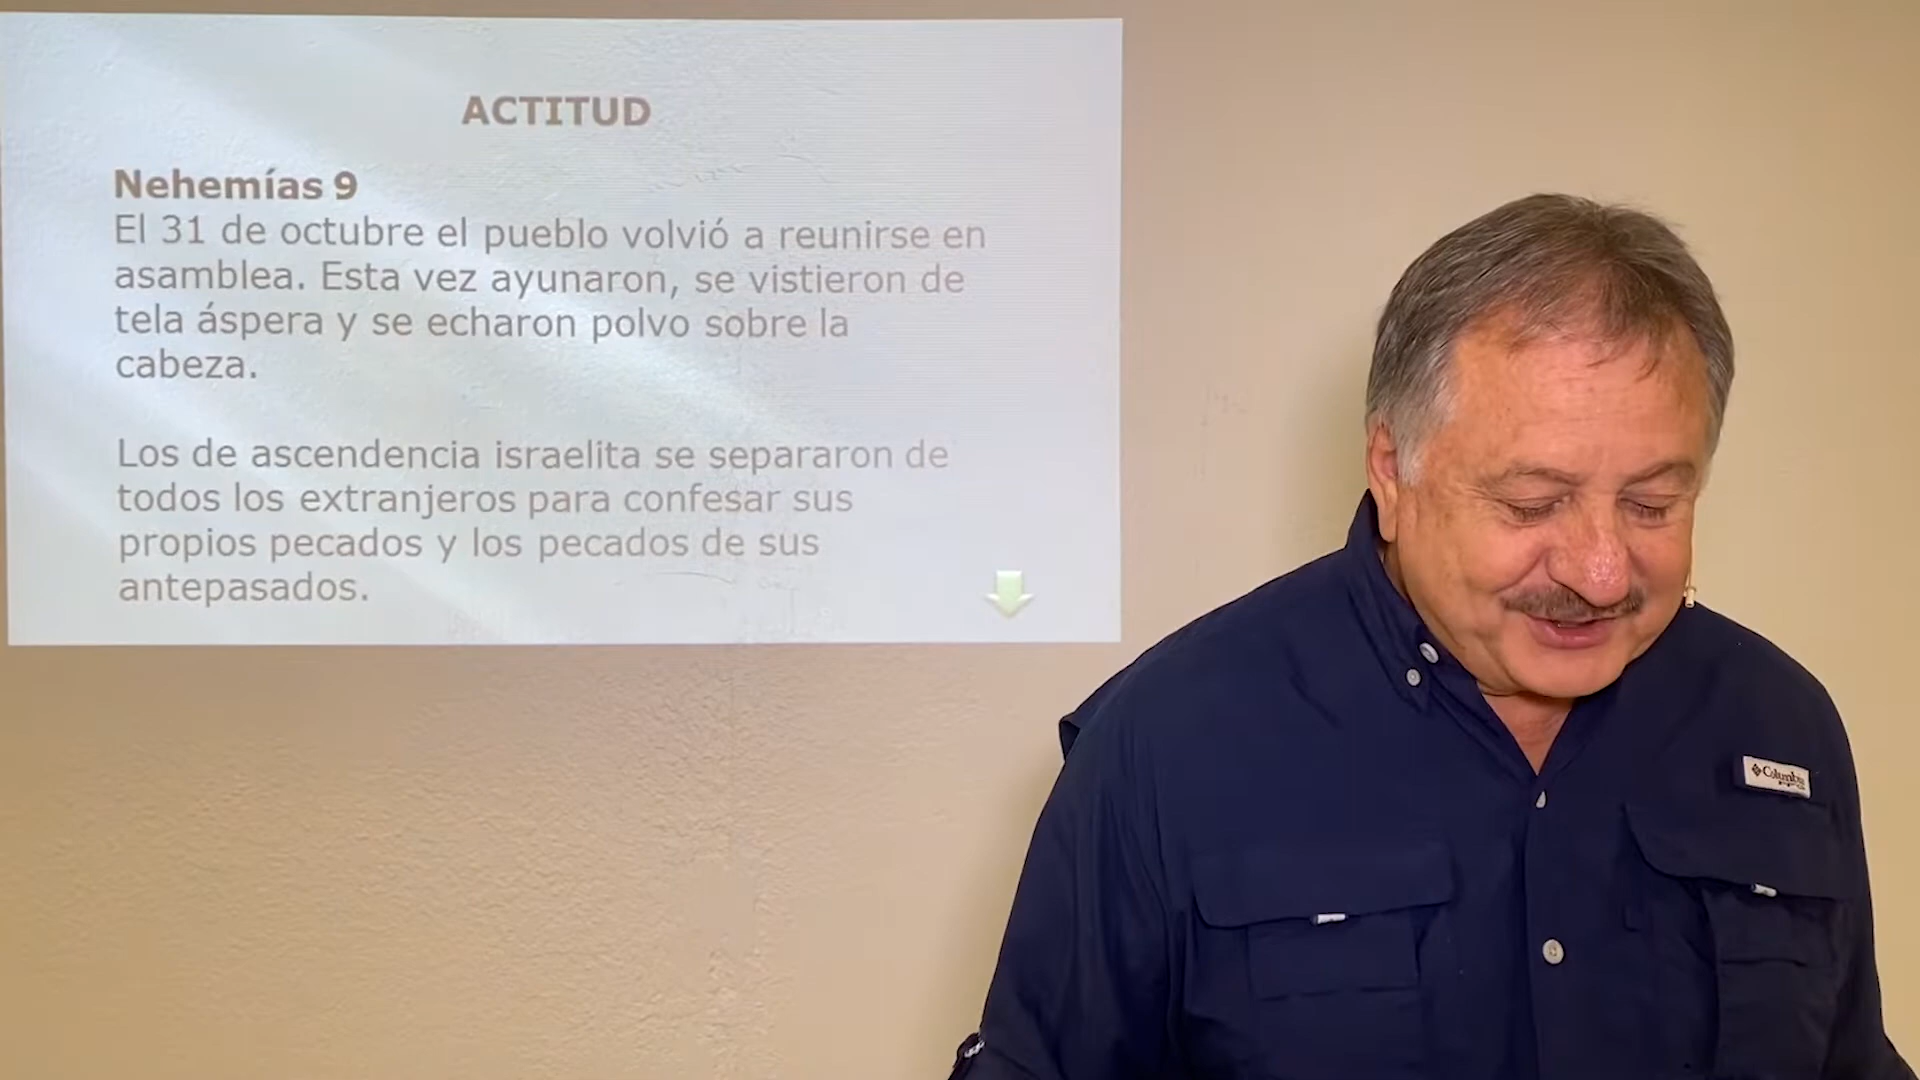 ACTITUD
Nehemías 9
El 31 de octubre el pueblo volvió a reunirse en
asamblea. Esta vez ayunaron, se vistieron de
tela áspera y se echaron polvo sobre la
cabeza.
Los de ascendencia israelita se separaron de
todos los extranjeros para confesar sus
propios pecados y los pecados de sus
antepasados.
Columbia